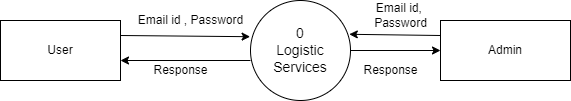 Email id , Password
Email id,
Password
User
0
Logistic
Services
Admin
Response
Response